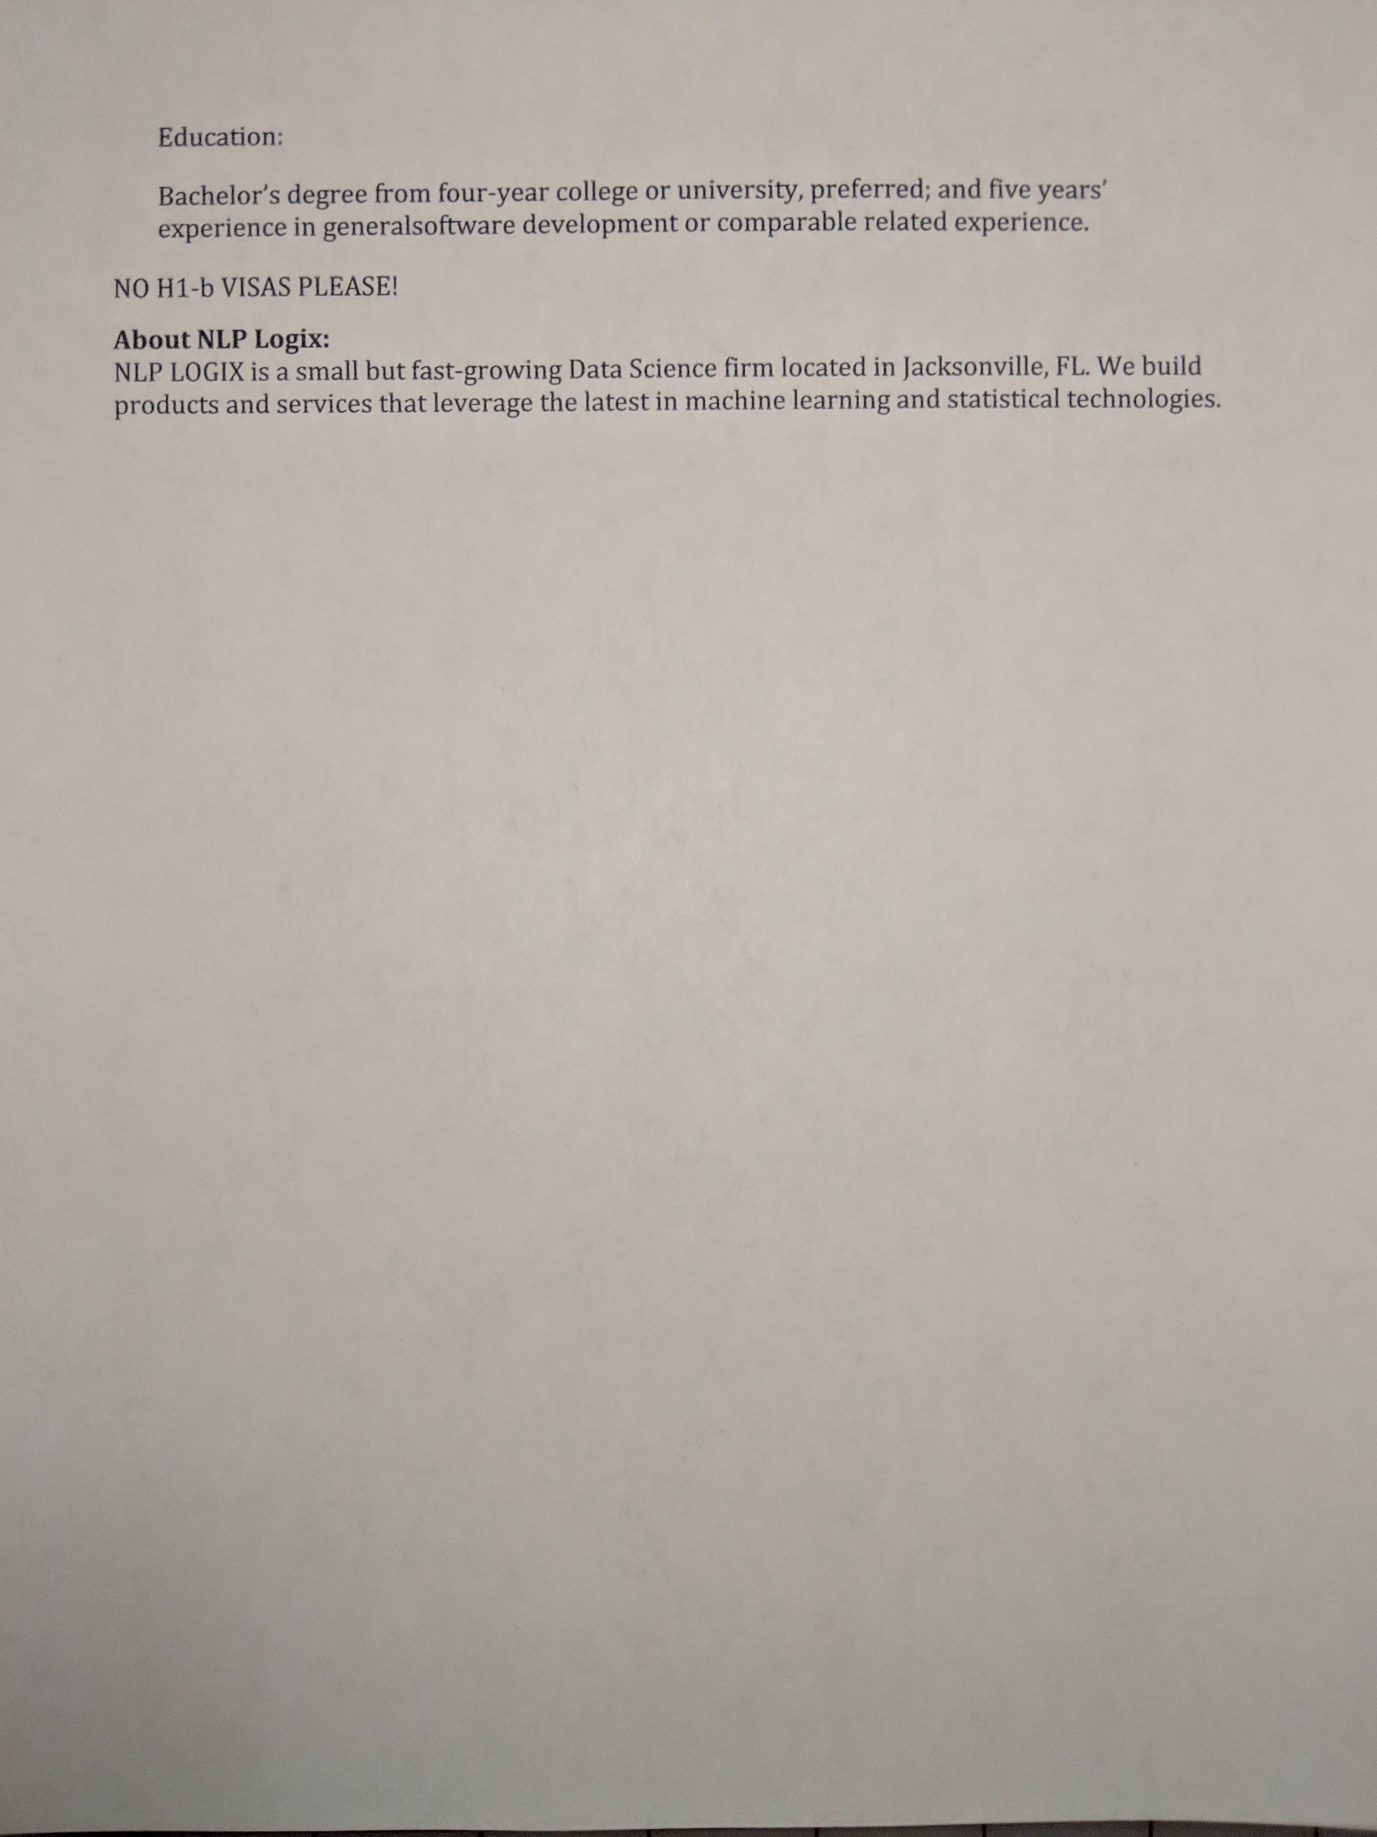 Education:
Bachelor's degree from four-year college or university, preferred; and five years'
experience in generalsoftware development or comparable related experience.
NO H1-b VISAS PLEASE!
About NLP Logix:
NLP LOGIX is a small but fast-growing Data Science firm located in Jacksonville, FL. We build
products and services that leverage the latest in machine learning and statistical technologies.